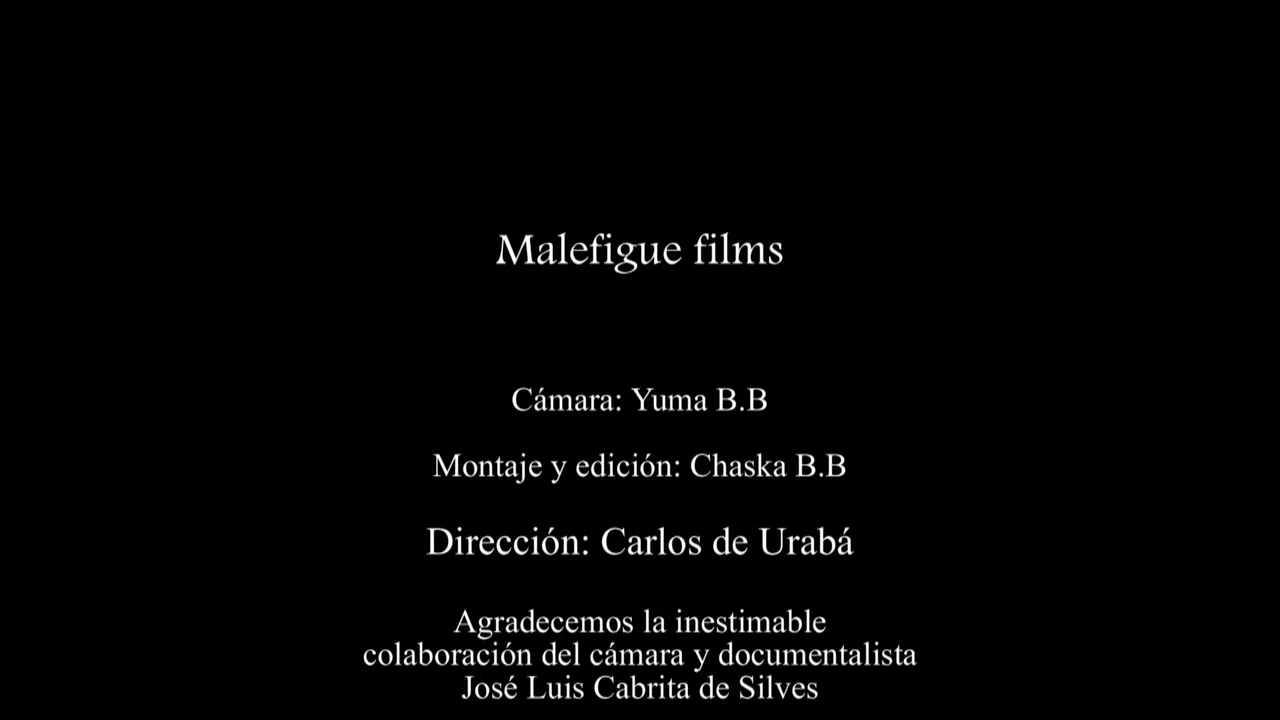 Malefigue films
Cámara: Yuma B.B
Montaje y edición: Chaska B.B
Dirección: Carlos de Urabá
Agradecemos la inestimable
colaboración del cámara y documentalista
José Luis Cabrita de Silves